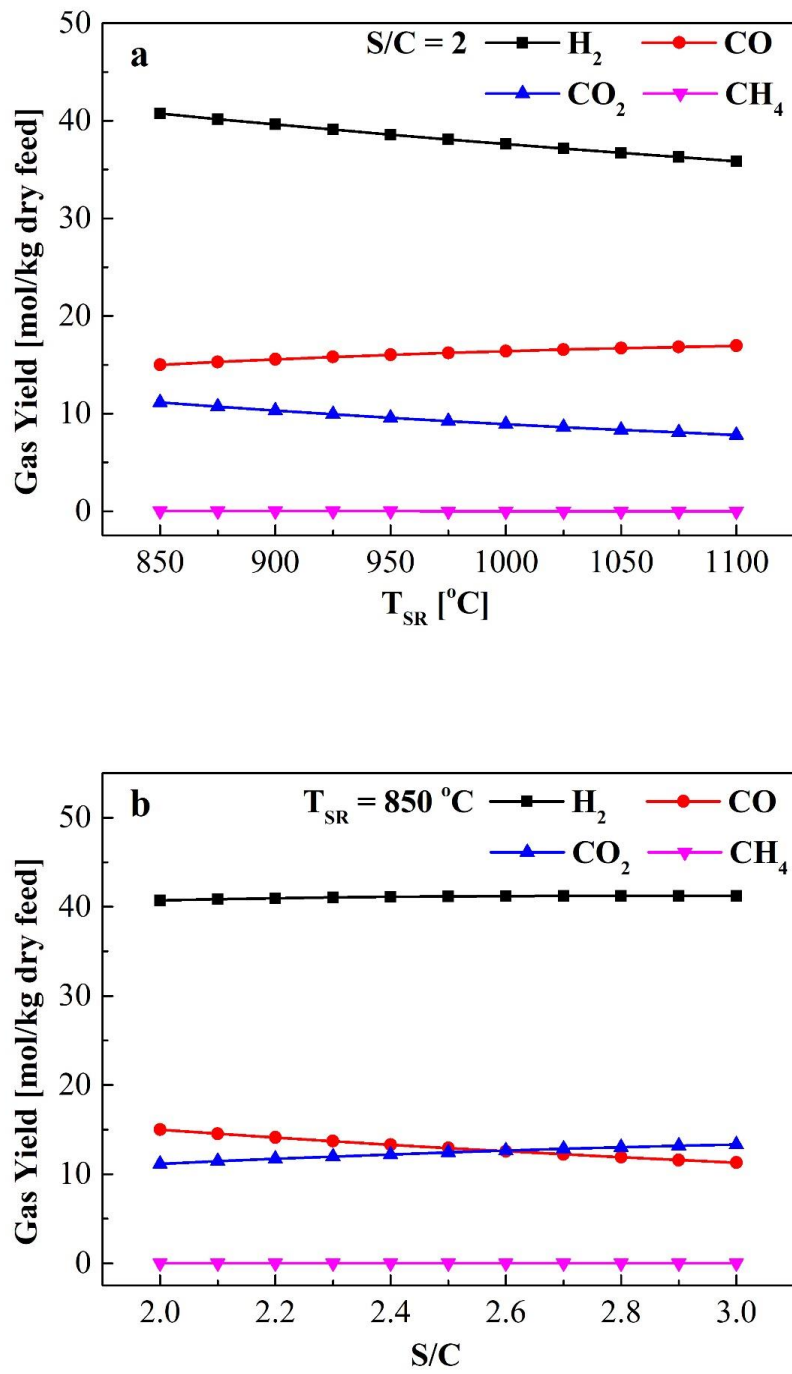 a
S/C = 2
H2
CO
CO2
CH4
Gas Yield [mol/kg dry feed]
50
40
30
20
10
0
850 900 950 1000 1050 1100
TSR [oC]
b
TSR = 850 oC
H2
CO
CO2
CH4
Gas Yield [mol/kg dry feed]
50
40
30
20
10
0
2.0 2.2 2.4 2.6 2.8 3.0
S/C